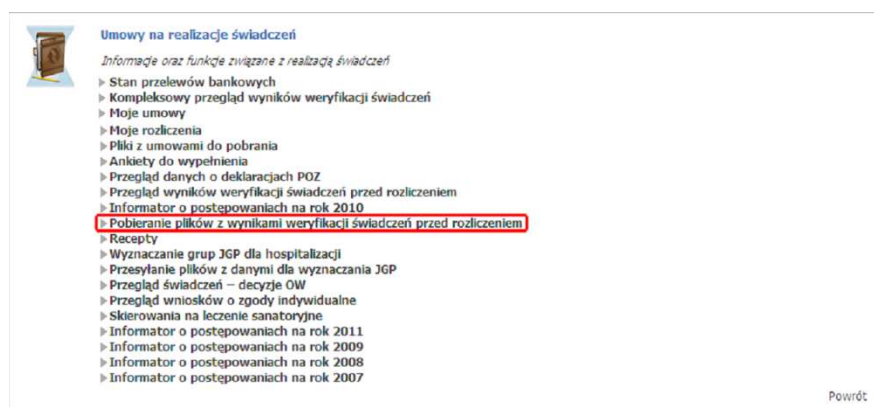 Umowy na realizacje świadczeń
Informacje oraz funkcje związane z realizacją świadczeń
Stan przelewów bankowych
Kompleksowy przegląd wyników weryfikacji świadczeń
Moje umowy
Moje rozliczenia
Pliki z umowami do pobrania
Ankiety do wypełnienia
Przegląd danych o deklaracjach POZ
Przegląd wyników weryfikacji świadczeń przed rozliczeniem
Informator o postępowaniach na rok 2010
Pobieranie plików z wynikami weryfikacji świadczeń przed rozliczeniem
Recepty
Wyznaczanie grup JGP dla hospitalizacji
Przesyłanie plików z danymi dla wyznaczania JGP
Przegląd świadczeń – decyzje OW
Przegląd wniosków o zgody indywidualne
Skierowania na leczenie sanatoryjne
Informator o postępowaniach na rok 2011
Informator o postępowaniach na rok 2009
Informator o postępowaniach na rok 2008
Informator o postępowaniach na rok 2007
Powrót